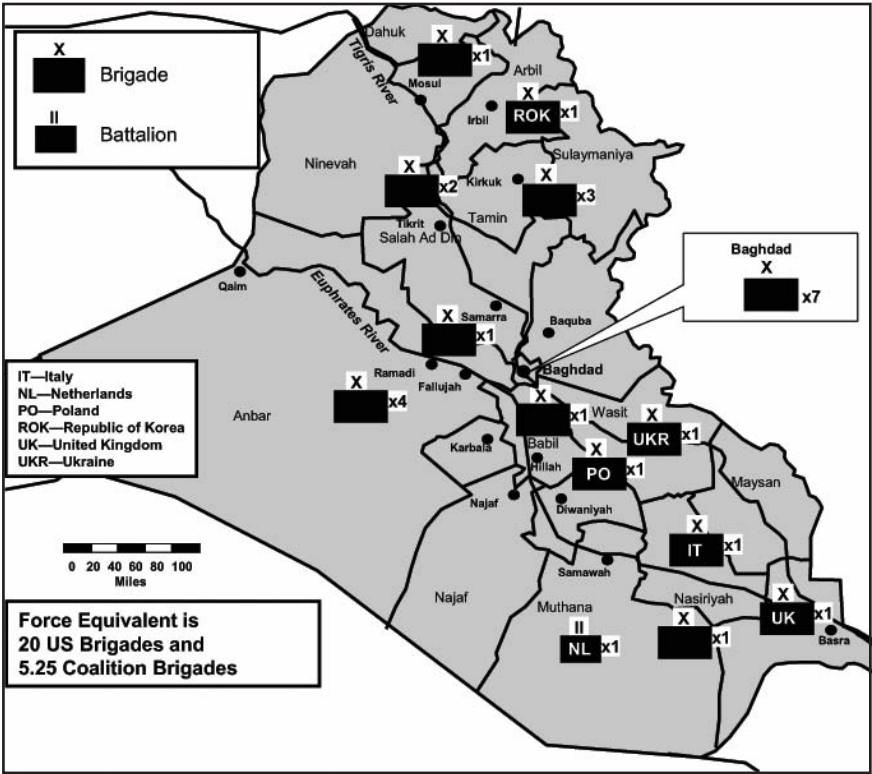 X
Brigade
II
Battalion
Dahuk
X
x1
Tigris River
Mosul
Arbil
X
Irbil
ROK x1
Ninevah
Sulaymaniya
X
x2
Kirkuk
X
x3
Tamin
Tikrit
Salah Ad Din
Qaim
Euphrates River
Baghdad
X
x7
Samarra
X
x1
Baquba
Baghdad
Ramadi
Fallujah
IT—Italy
NL—Netherlands
PO—Poland
ROK—Republic of Korea
UK—United Kingdom
UKR—Ukraine
X
x4
Anbar
X
x1
Wasit
X
UKR x1
Babil
Karbala
Hillah
X
PO x1
Maysan
Najaf
Diwaniyah
X
IT x1
0 20 40 60 80 100
Miles
Samawah
Najaf
Muthana
Nasiriyah
X
UK x1
Basra
II
NL x1
X
x1
Force Equivalent is
20 US Brigades and
5.25 Coalition Brigades